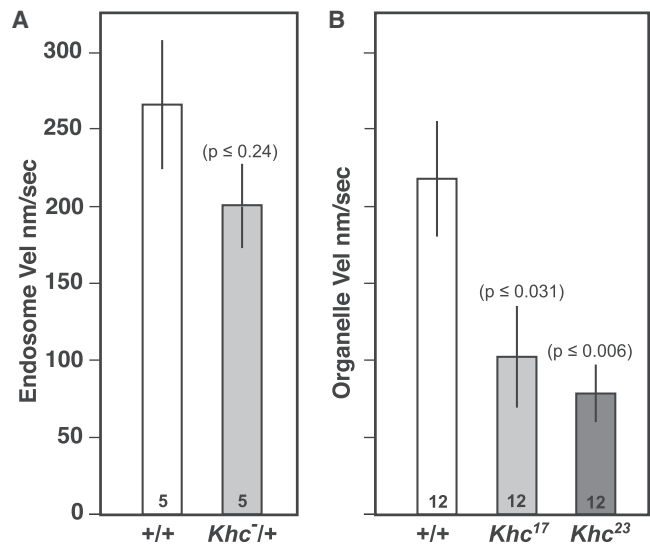 A
B
300
250
200
150
100
50
0
Endosome Vel nm/sec
(p ≤ 0.24)
5
5
+/+
Khc⁻/+
Organelle Vel nm/sec
(p ≤ 0.031)
(p ≤ 0.006)
12
12
12
+/+
Khc¹⁷
Khc²³